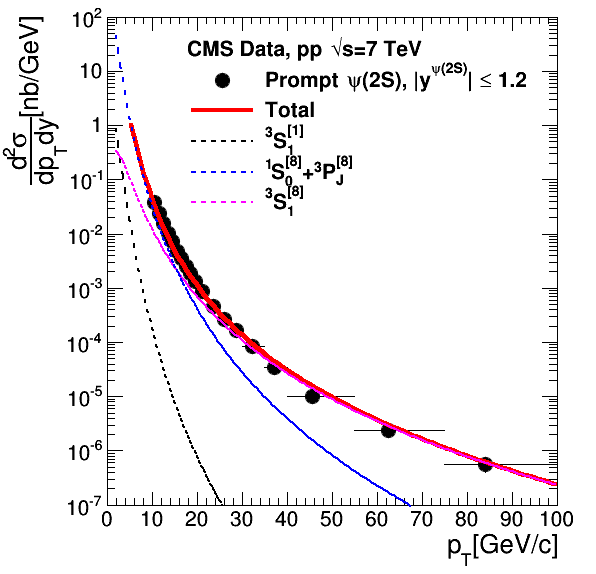 CMS Data, pp √s=7 TeV
Prompt ψ(2S), |y^ψ(2S)| ≤ 1.2
Total
³S₁^[1]
¹S₀^[8]+³P_J^[8]
³S₁^[8]
d²σ/dp_Tdy [nb/GeV]
10²
10
1
10⁻¹
10⁻²
10⁻³
10⁻⁴
10⁻⁵
10⁻⁶
10⁻⁷
0 10 20 30 40 50 60 70 80 90 100
p_T[GeV/c]